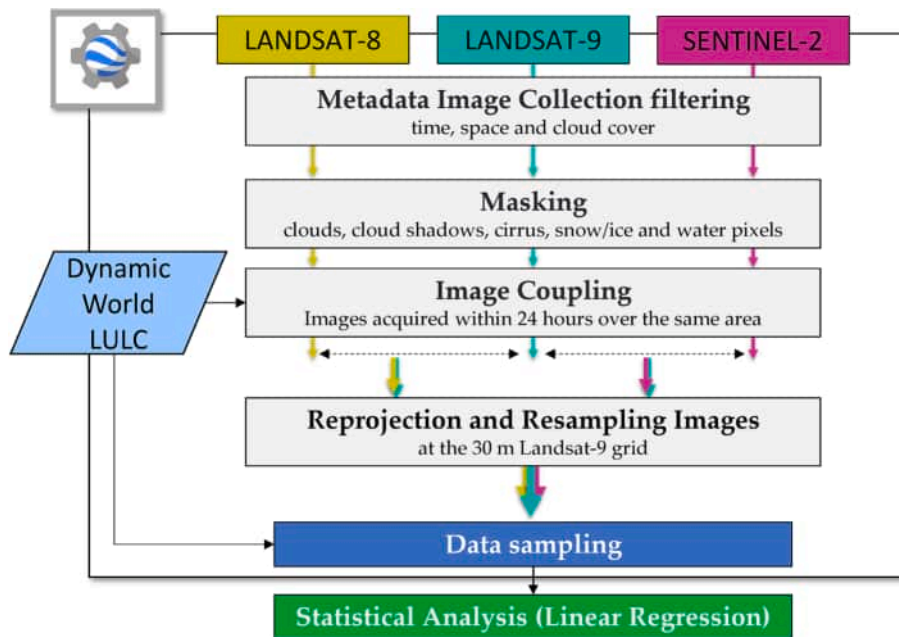 LANDSAT-8
LANDSAT-9
SENTINEL-2
Metadata Image Collection filtering
time, space and cloud cover
Masking
clouds, cloud shadows, cirrus, snow/ice and water pixels
Dynamic
World
LULC
Image Coupling
Images acquired within 24 hours over the same area
Reprojection and Resampling Images
at the 30 m Landsat-9 grid
Data sampling
Statistical Analysis (Linear Regression)